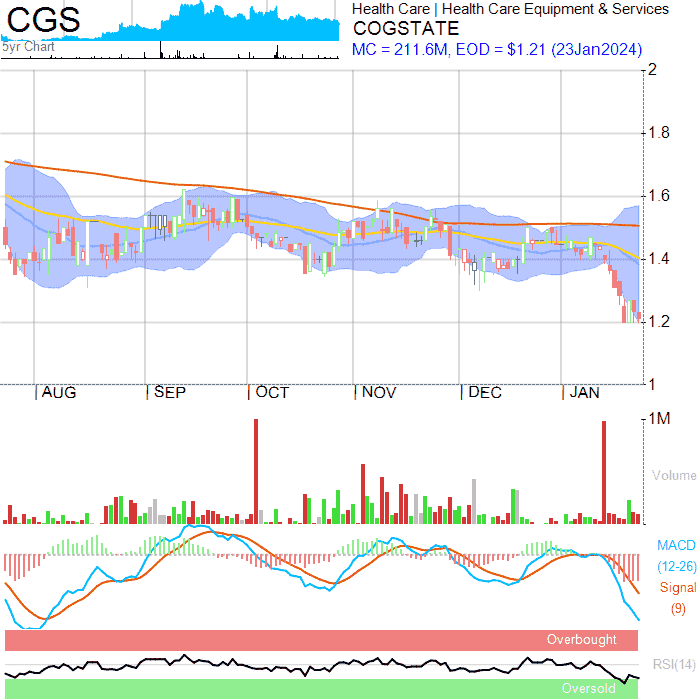 CGS
5yr Chart
Health Care | Health Care Equipment & Services
COGSTATE
MC = 211.6M, EOD = $1.21 (23Jan2024)
2
1.8
1.6
1.4
1.2
1
| AUG | SEP | OCT | NOV | DEC | JAN
1M
Volume
MACD
(12-26)
Signal
(9)
Overbought
RSI(14)
Oversold